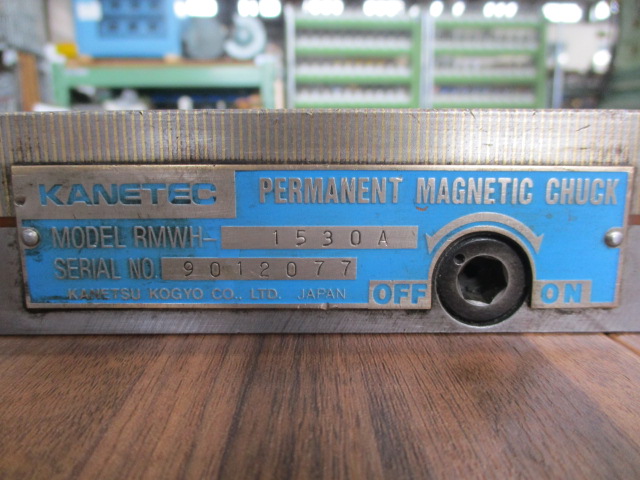 KANETEC PERMANENT MAGNETIC CHUCK
MODEL RMWH- 1530A
SERIAL NO. 9012077
KANETSU KOGYO CO., LTD. JAPAN
OFF ON